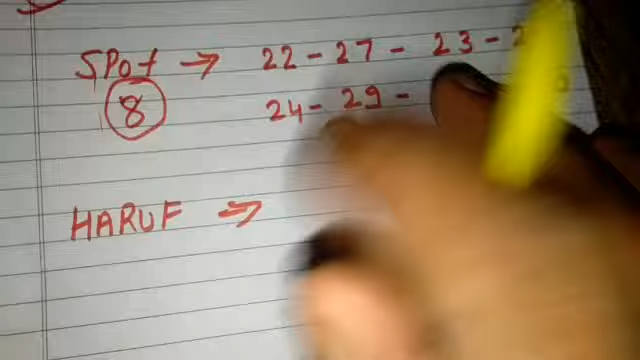 SPot → 22 - 27 - 23 -
8 24 - 29 -
HARUF ⇒